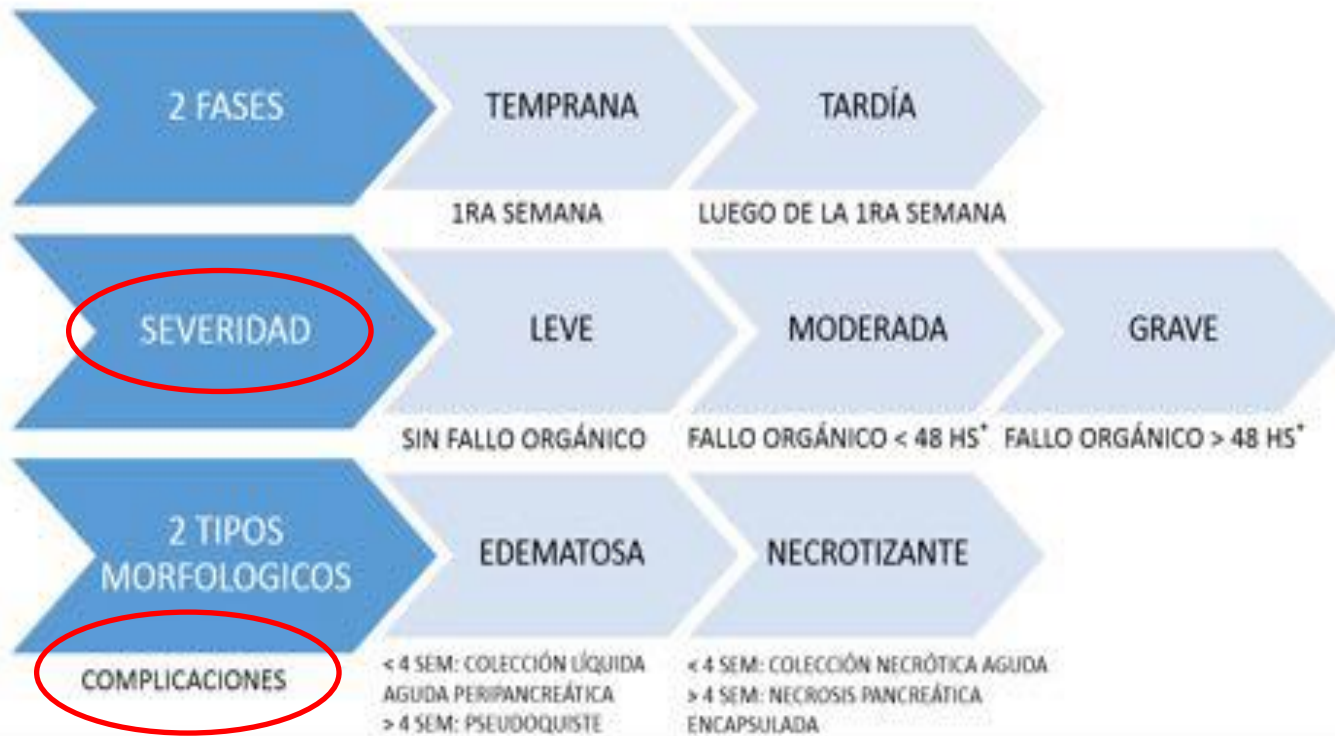 2 FASES
TEMPRANA
TARDÍA
1RA SEMANA
LUEGO DE LA 1RA SEMANA
SEVERIDAD
LEVE
MODERADA
GRAVE
SIN FALLO ORGÁNICO
FALLO ORGÁNICO < 48 HS*
FALLO ORGÁNICO > 48 HS*
2 TIPOS
MORFOLOGICOS
EDEMATOSA
NECROTIZANTE
COMPLICACIONES
< 4 SEM: COLECCIÓN LÍQUIDA
AGUDA PERIPANCREÁTICA
> 4 SEM: PSEUDOQUISTE
< 4 SEM: COLECCIÓN NECRÓTICA AGUDA
> 4 SEM: NECROSIS PANCREÁTICA
ENCAPSULADA